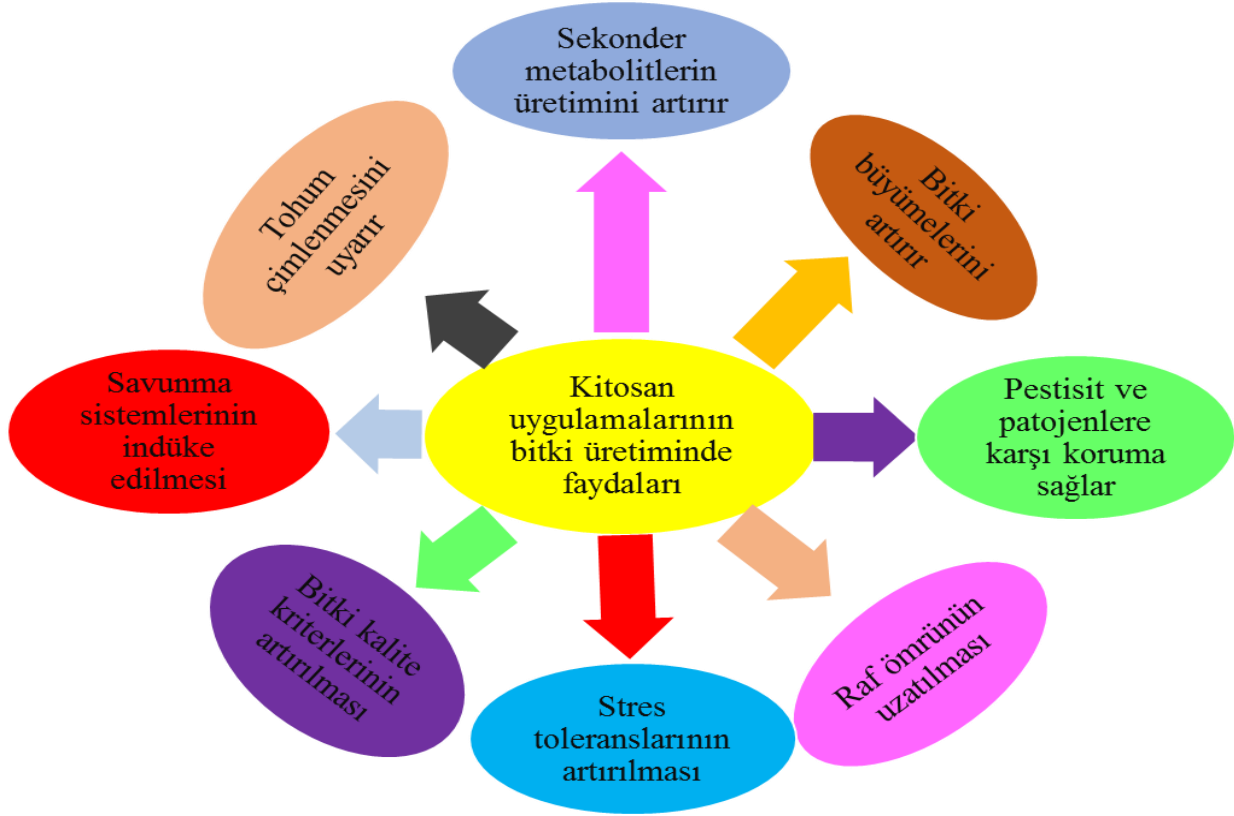 Sekonder
metabolitlerin
üretimini artırır
Bitki
büyümelerini
artırır
Pestisit ve
patojenlere
karşı koruma
sağlar
Raf ömrünün
uzatılması
Stres
toleranslarının
artırılması
Bitki kalite
kriterlerinin
artırılması
Savunma
sistemlerinin
indüke
edilmesi
Tohum
çimlenmesini
uyarır
Kitosan
uygulamalarının
bitki üretiminde
faydaları